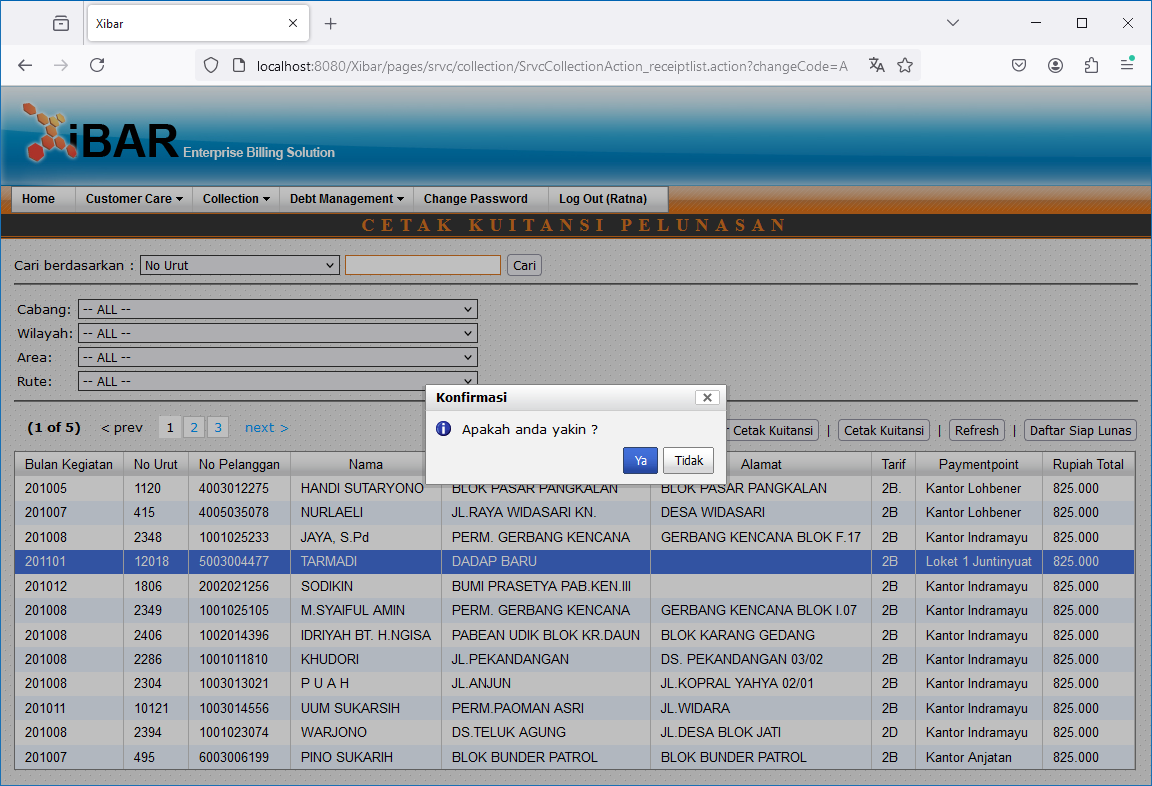 Xibar
localhost:8080/Xibar/pages/srvc/collection/SrvcCollectionAction_receiptlist.action?changeCode=A
iBAR Enterprise Billing Solution
Home Customer Care Collection Debt Management Change Password Log Out (Ratna)
CETAK KUITANSI PELUNASAN
Cari berdasarkan : No Urut Cari
Cabang: -- ALL --
Wilayah: -- ALL --
Area: -- ALL --
Rute: -- ALL --
Konfirmasi
Apakah anda yakin ?
Ya Tidak
(1 of 5) < prev 1 2 3 next > Cetak Kuitansi | Cetak Kuitansi | Refresh | Daftar Siap Lunas
Bulan Kegiatan No Urut No Pelanggan Nama Alamat Tarif Paymentpoint Rupiah Total
201005 1120 4003012275 HANDI SUTARYONO BLOK PASAR PANGKALAN BLOK PASAR PANGKALAN 2B. Kantor Lohbener 825.000
201007 415 4005035078 NURLAELI JL.RAYA WIDASARI KN. DESA WIDASARI 2B Kantor Lohbener 825.000
201008 2348 1001025233 JAYA, S.Pd PERM. GERBANG KENCANA GERBANG KENCANA BLOK F.17 2B Kantor Indramayu 825.000
201101 12018 5003004477 TARMADI DADAP BARU 2B Loket 1 Juntinyuat 825.000
201012 1806 2002021256 SODIKIN BUMI PRASETYA PAB.KEN.III 2B Kantor Indramayu 825.000
201008 2349 1001025105 M.SYAIFUL AMIN PERM. GERBANG KENCANA GERBANG KENCANA BLOK I.07 2B Kantor Indramayu 825.000
201008 2406 1002014396 IDRIYAH BT. H.NGISA PABEAN UDIK BLOK KR.DAUN BLOK KARANG GEDANG 2B Kantor Indramayu 825.000
201008 2286 1001011810 KHUDORI JL.PEKANDANGAN DS. PEKANDANGAN 03/02 2B Kantor Indramayu 825.000
201008 2304 1003013021 P U A H JL.ANJUN JL.KOPRAL YAHYA 02/01 2B Kantor Indramayu 825.000
201011 10121 1003014556 UUM SUKARSIH PERM.PAOMAN ASRI JL.WIDARA 2B Kantor Indramayu 825.000
201008 2394 1001023074 WARJONO DS.TELUK AGUNG JL.DESA BLOK JATI 2D Kantor Indramayu 825.000
201007 495 6003006199 PINO SUKARIH BLOK BUNDER PATROL BLOK BUNDER PATROL 2B Kantor Anjatan 825.000